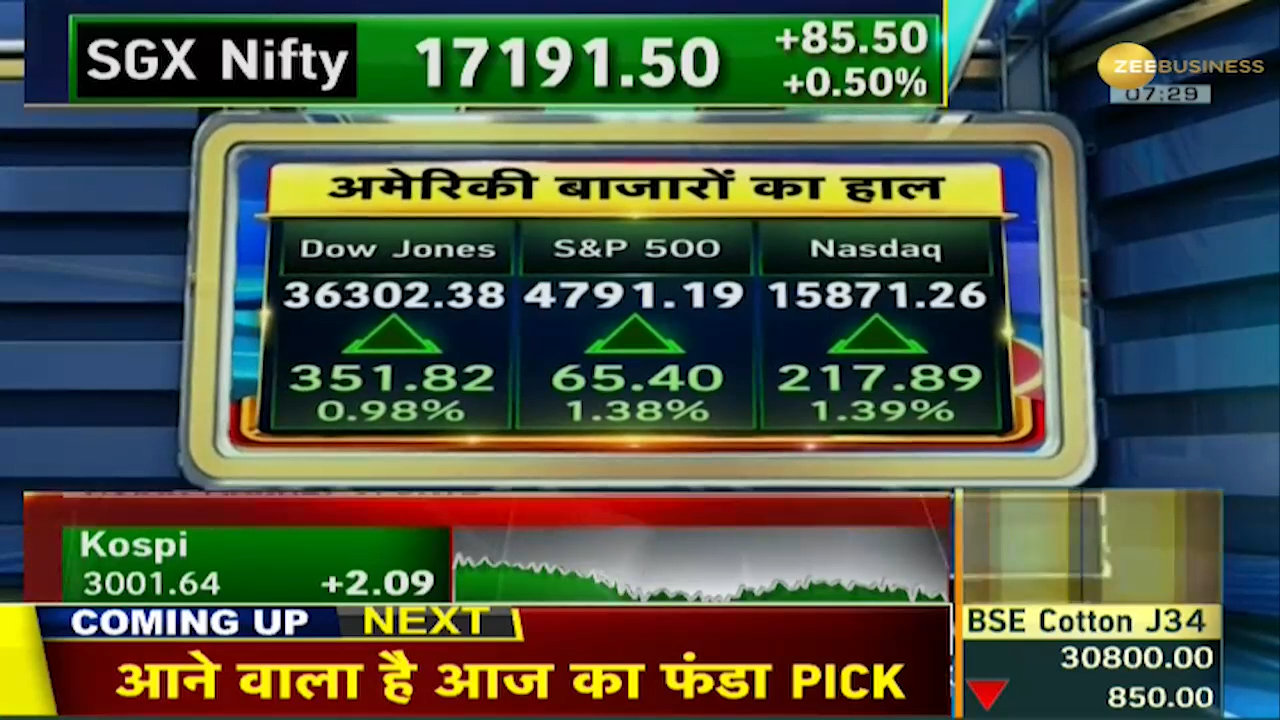 SGX Nifty
17191.50
+85.50
+0.50%
ZEEBUSINESS
07:29
अमेरिकी बाजारों का हाल
Dow Jones S&P 500 Nasdaq
36302.38 4791.19 15871.26
351.82 65.40 217.89
0.98% 1.38% 1.39%
Kospi
3001.64 +2.09
COMING UP NEXT
आने वाला है आज का फंडा PICK
BSE Cotton J34
30800.00
850.00